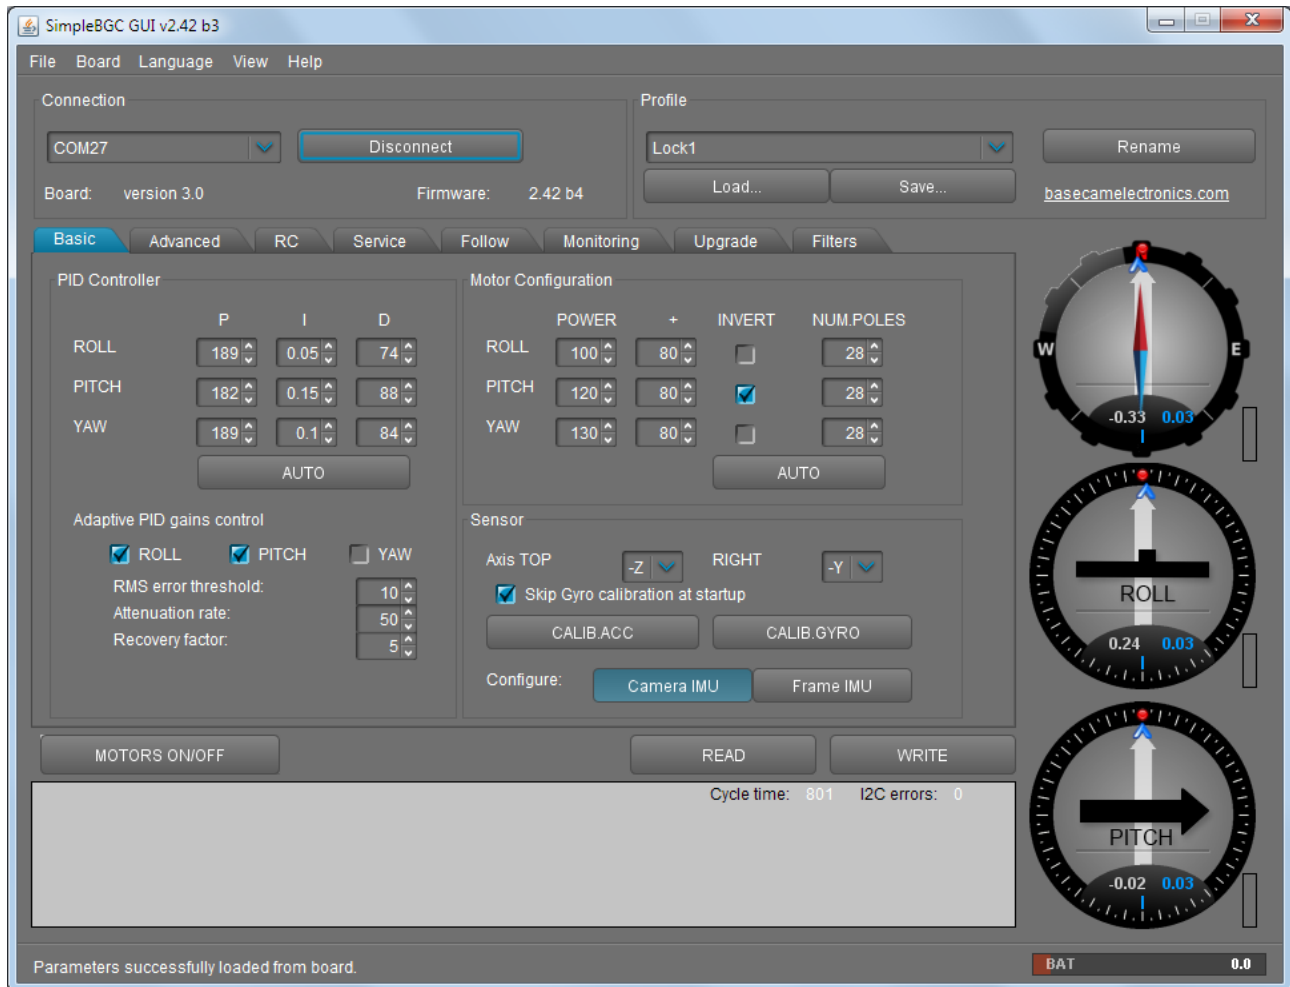 SimpleBGC GUI v2.42 b3
File Board Language View Help
Connection
COM27 Disconnect
Board: version 3.0 Firmware: 2.42 b4
Profile
Lock1 Rename
Load... Save... basecamelectronics.com
Basic Advanced RC Service Follow Monitoring Upgrade Filters
PID Controller
P I D
ROLL 189 0.05 74
PITCH 182 0.15 88
YAW 189 0.1 84
AUTO
Adaptive PID gains control
ROLL PITCH YAW
RMS error threshold: 10
Attenuation rate: 50
Recovery factor: 5
Motor Configuration
POWER + INVERT NUM.POLES
ROLL 100 80 28
PITCH 120 80 28
YAW 130 80 28
AUTO
Sensor
Axis TOP -Z RIGHT -Y
Skip Gyro calibration at startup
CALIB.ACC CALIB.GYRO
Configure: Camera IMU Frame IMU
W E
-0.33 0.03
ROLL
0.24 0.03
PITCH
-0.02 0.03
MOTORS ON/OFF READ WRITE
Cycle time: 801 I2C errors: 0
Parameters successfully loaded from board.
BAT 0.0